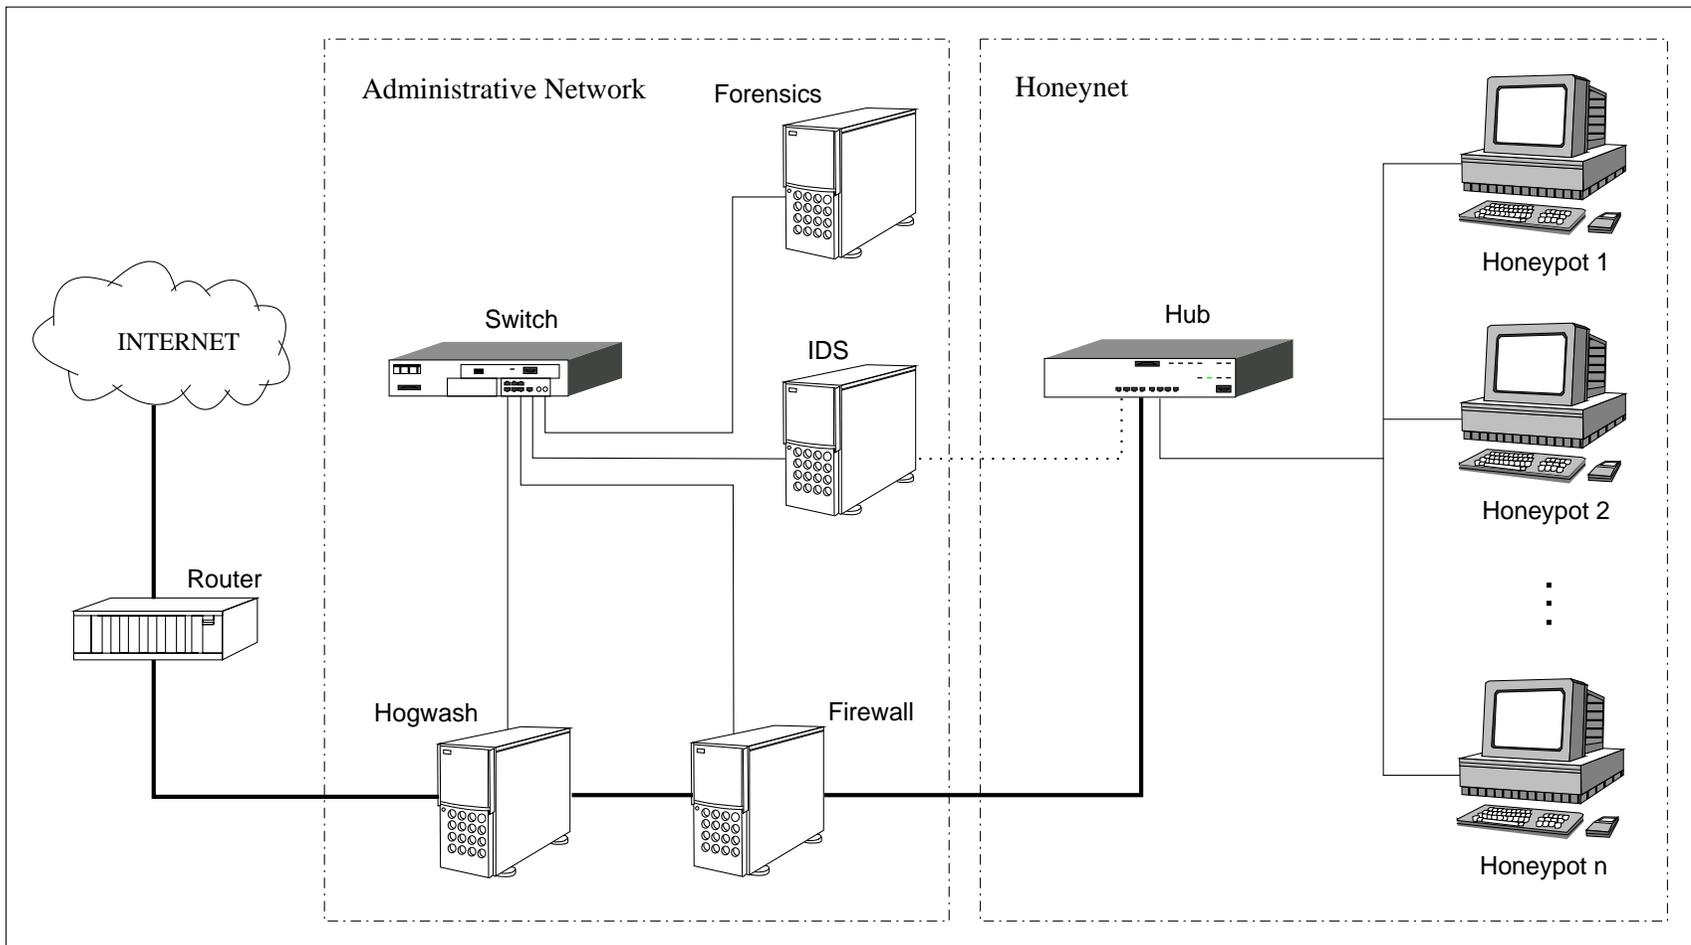 Administrative Network
Forensics
Honeynet
Honeypot 1
Switch
Hub
INTERNET
IDS
Honeypot 2
Router
Hogwash
Firewall
Honeypot n